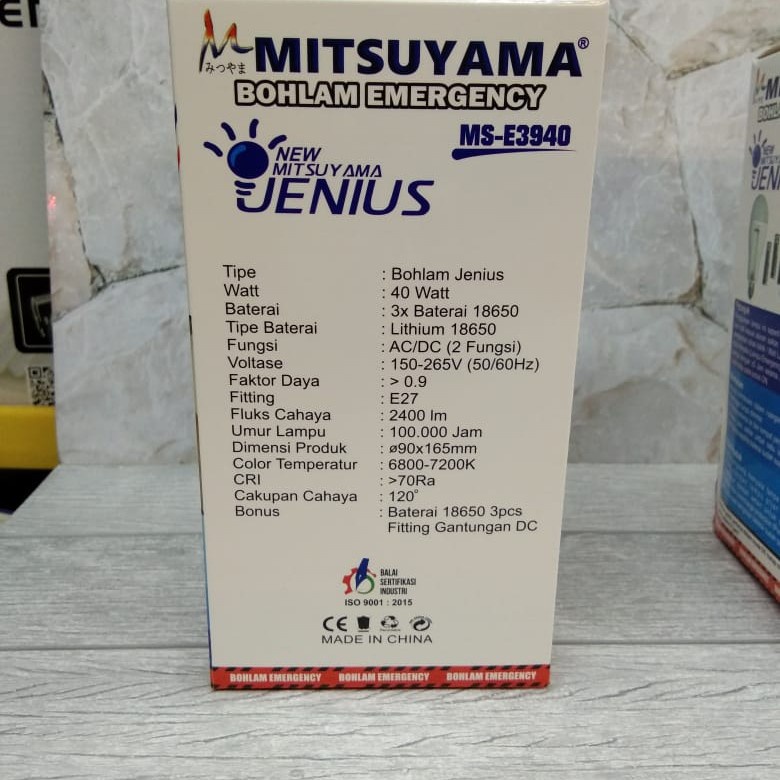 MITSUYAMA®
みつやま
BOHLAM EMERGENCY
MS-E3940
NEW
MITSUYAMA
JENIUS
Tipe : Bohlam Jenius
Watt : 40 Watt
Baterai : 3x Baterai 18650
Tipe Baterai : Lithium 18650
Fungsi : AC/DC (2 Fungsi)
Voltase : 150-265V (50/60Hz)
Faktor Daya : > 0.9
Fitting : E27
Fluks Cahaya : 2400 lm
Umur Lampu : 100.000 Jam
Dimensi Produk : ø90x165mm
Color Temperatur : 6800-7200K
CRI : >70Ra
Cakupan Cahaya : 120°
Bonus : Baterai 18650 3pcs
Fitting Gantungan DC
BALAI
SERTIFIKASI
INDUSTRI
ISO 9001 : 2015
CE
MADE IN CHINA
BOHLAM EMERGENCY BOHLAM EMERGENCY BOHLAM EMERGENCY
NEW